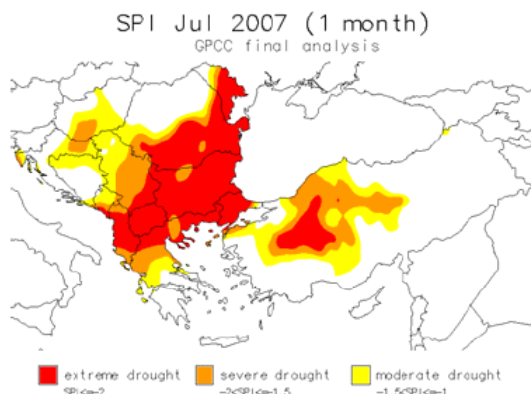 SPI Jul 2007 (1 month)
GPCC final analysis
extreme drought severe drought moderate drought
SPI<=-2 -2<SPI<=-1.5 -1.5<SPI<=-1